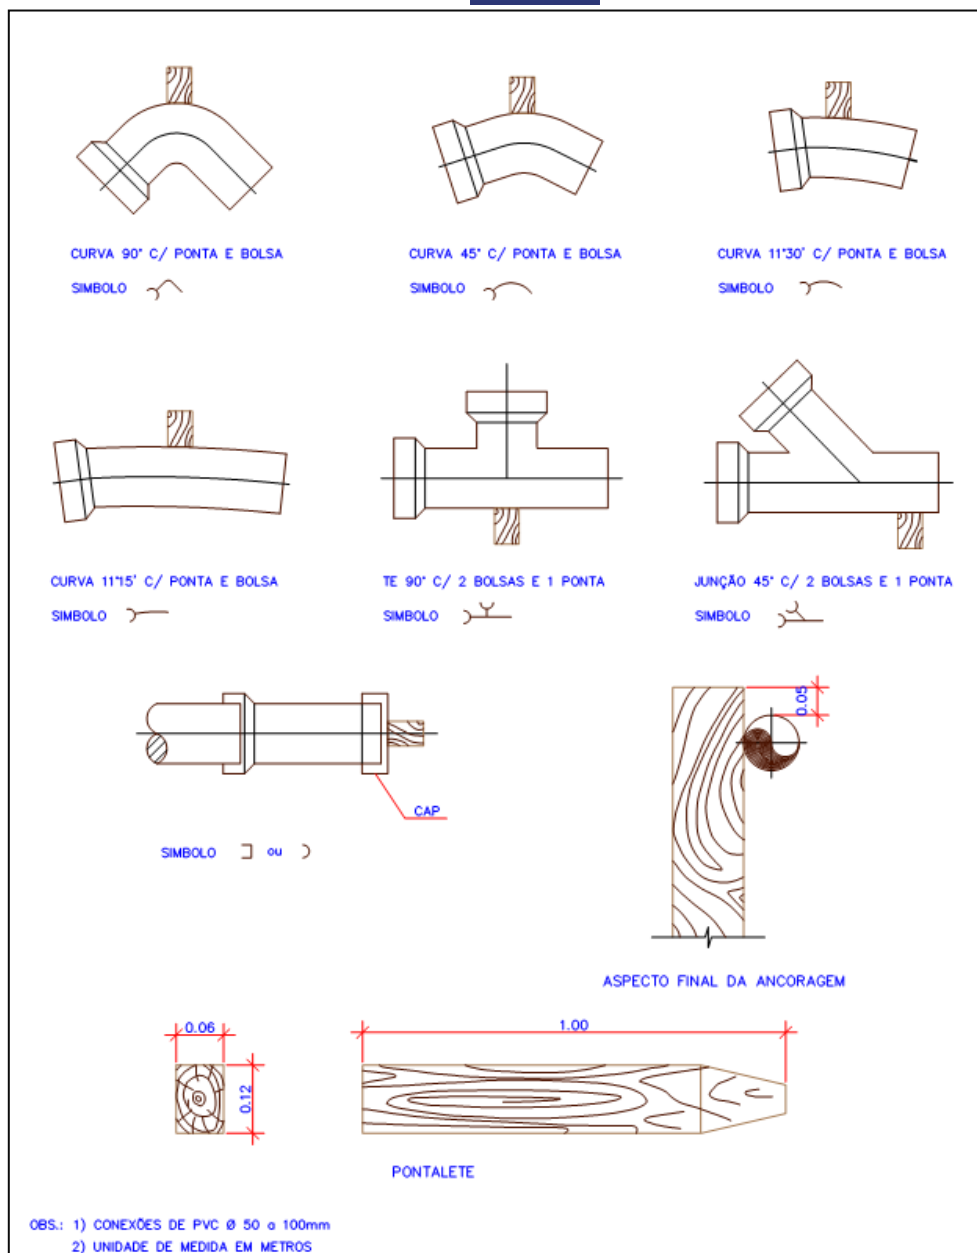 CURVA 90° C/ PONTA E BOLSA
SIMBOLO
CURVA 45° C/ PONTA E BOLSA
SIMBOLO
CURVA 11°30' C/ PONTA E BOLSA
SIMBOLO
CURVA 11°15' C/ PONTA E BOLSA
SIMBOLO
TE 90° C/ 2 BOLSAS E 1 PONTA
SIMBOLO
JUNÇÃO 45° C/ 2 BOLSAS E 1 PONTA
SIMBOLO
CAP
SIMBOLO ou
0.05
ASPECTO FINAL DA ANCORAGEM
0.06
0.12
1.00
PONTALETE
OBS.: 1) CONEXÕES DE PVC Ø 50 a 100mm
2) UNIDADE DE MEDIDA EM METROS